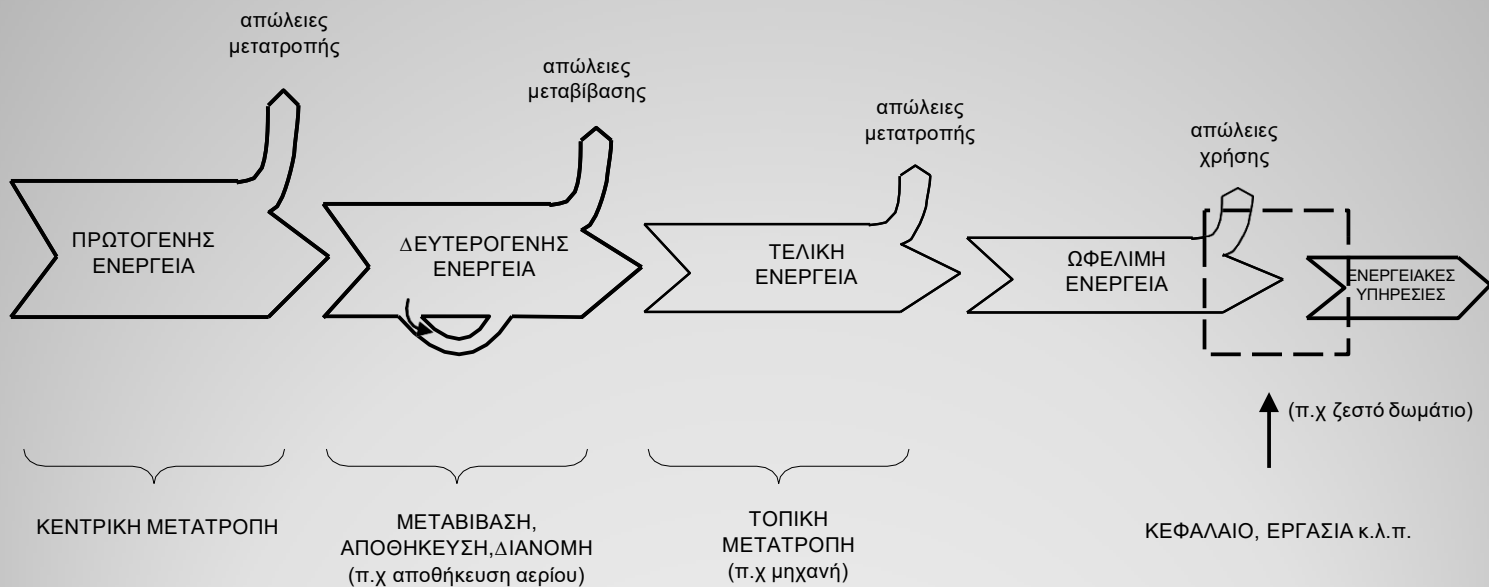 απώλειες
μετατροπής
απώλειες
μεταβίβασης
απώλειες
μετατροπής
απώλειες
χρήσης
ΠΡΩΤΟΓΕΝΗΣ
ΕΝΕΡΓΕΙΑ
ΔΕΥΤΕΡΟΓΕΝΗΣ
ΕΝΕΡΓΕΙΑ
ΤΕΛΙΚΗ
ΕΝΕΡΓΕΙΑ
ΩΦΕΛΙΜΗ
ΕΝΕΡΓΕΙΑ
ΕΝΕΡΓΕΙΑΚΕΣ
ΥΠΗΡΕΣΙΕΣ
(π.χ ζεστό δωμάτιο)
ΚΕΝΤΡΙΚΗ ΜΕΤΑΤΡΟΠΗ
ΜΕΤΑΒΙΒΑΣΗ,
ΑΠΟΘΗΚΕΥΣΗ,ΔΙΑΝΟΜΗ
(π.χ αποθήκευση αερίου)
ΤΟΠΙΚΗ
ΜΕΤΑΤΡΟΠΗ
(π.χ μηχανή)
ΚΕΦΑΛΑΙΟ, ΕΡΓΑΣΙΑ κ.λ.π.